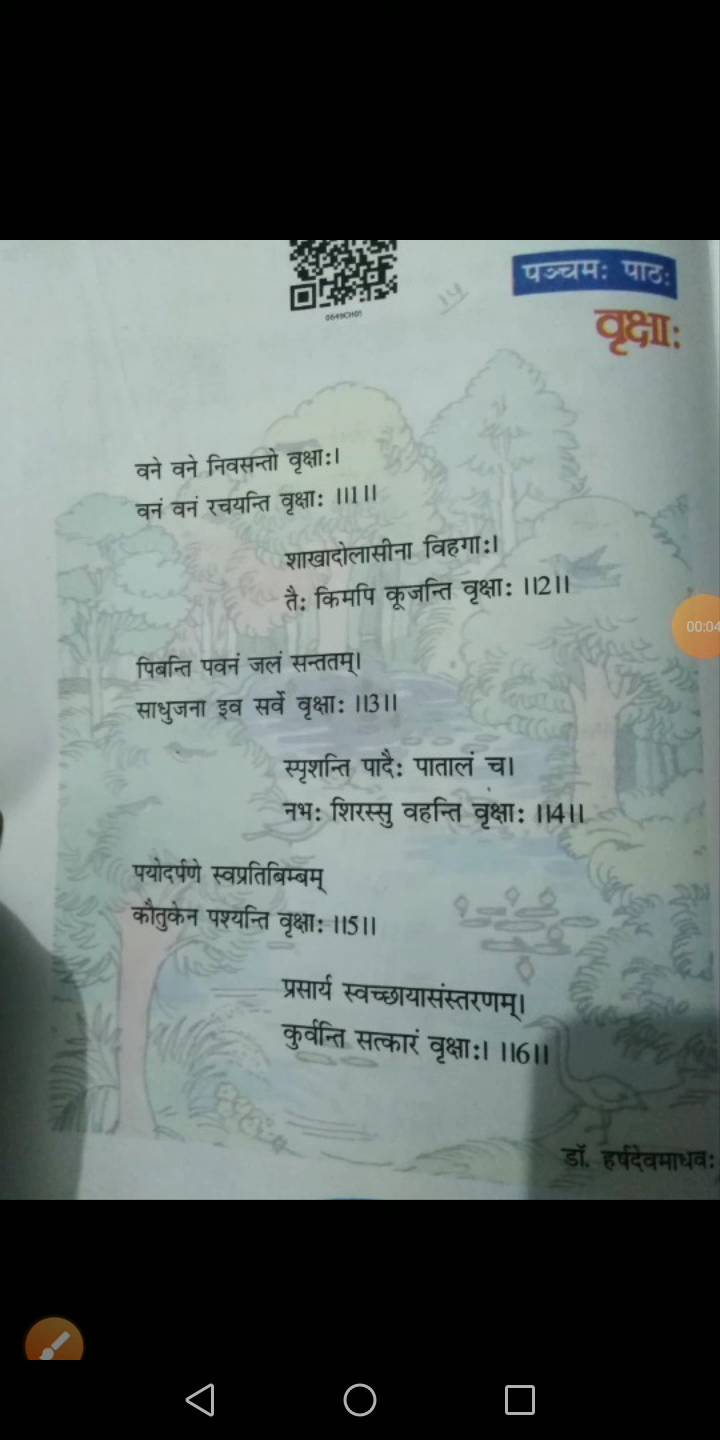 0649CH05
पञ्चमः पाठः
वृक्षाः
वने वने निवसन्तो वृक्षाः।
वनं वनं रचयन्ति वृक्षाः ।।1।।
शाखादोलासीना विहगाः।
तैः किमपि कूजन्ति वृक्षाः ।।2।।
00:04
पिबन्ति पवनं जलं सन्ततम्।
साधुजना इव सर्वे वृक्षाः ।।3।।
स्पृशन्ति पादैः पातालं च।
नभः शिरस्सु वहन्ति वृक्षाः ।।4।।
पयोदर्पणे स्वप्रतिबिम्बम्
कौतुकेन पश्यन्ति वृक्षाः ।।5।।
प्रसार्य स्वच्छायासंस्तरणम्।
कुर्वन्ति सत्कारं वृक्षाः। ।।6।।
डॉ. हर्षदेवमाधवः